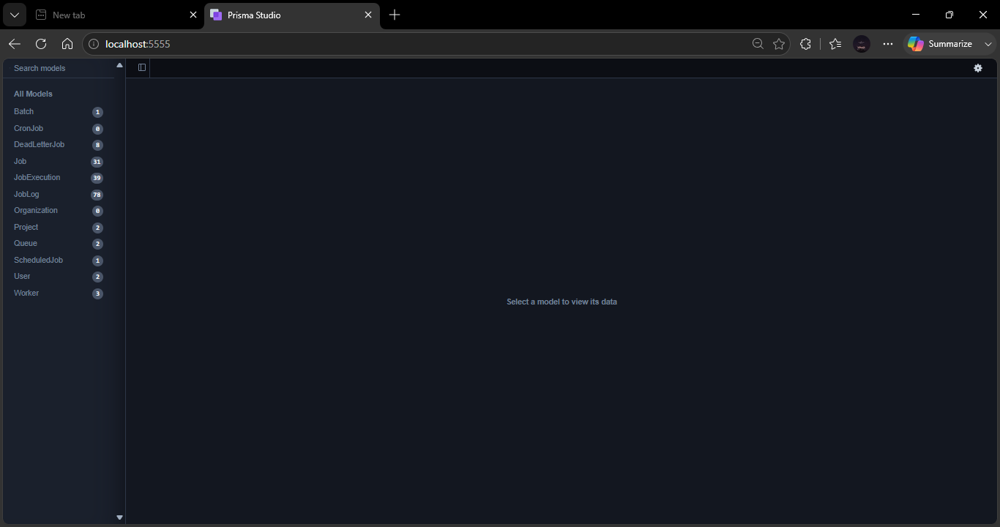 New tab
Prisma Studio
localhost:5555
Summarize
Search models
All Models
Batch 1
CronJob 0
DeadLetterJob 8
Job 31
JobExecution 39
JobLog 78
Organization 0
Project 2
Queue 2
ScheduledJob 1
User 2
Worker 3
Select a model to view its data